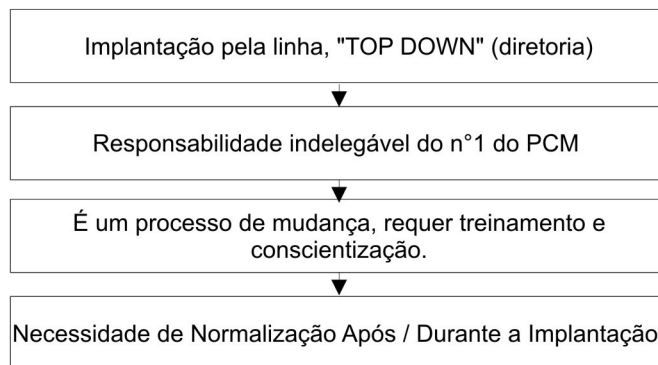 Implantação pela linha, "TOP DOWN" (diretoria)
Responsabilidade indelegável do n°1 do PCM
É um processo de mudança, requer treinamento e
conscientização.
Necessidade de Normalização Após / Durante a Implantação